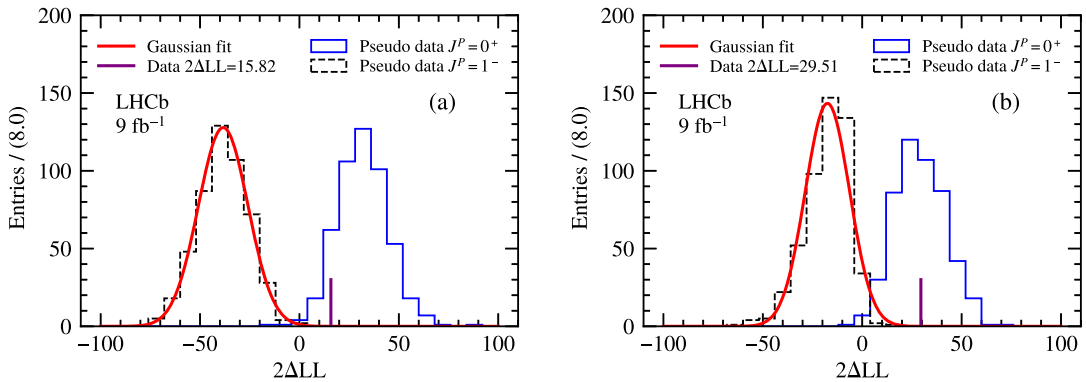 200
150
100
50
0
Entries / (8.0)
Gaussian fit
Data 2ΔLL=15.82
Pseudo data J^P = 0⁺
Pseudo data J^P = 1⁻
LHCb
9 fb⁻¹
(a)
−100 −50 0 50 100
2ΔLL
200
150
100
50
0
Entries / (8.0)
Gaussian fit
Data 2ΔLL=29.51
Pseudo data J^P = 0⁺
Pseudo data J^P = 1⁻
LHCb
9 fb⁻¹
(b)
−100 −50 0 50 100
2ΔLL